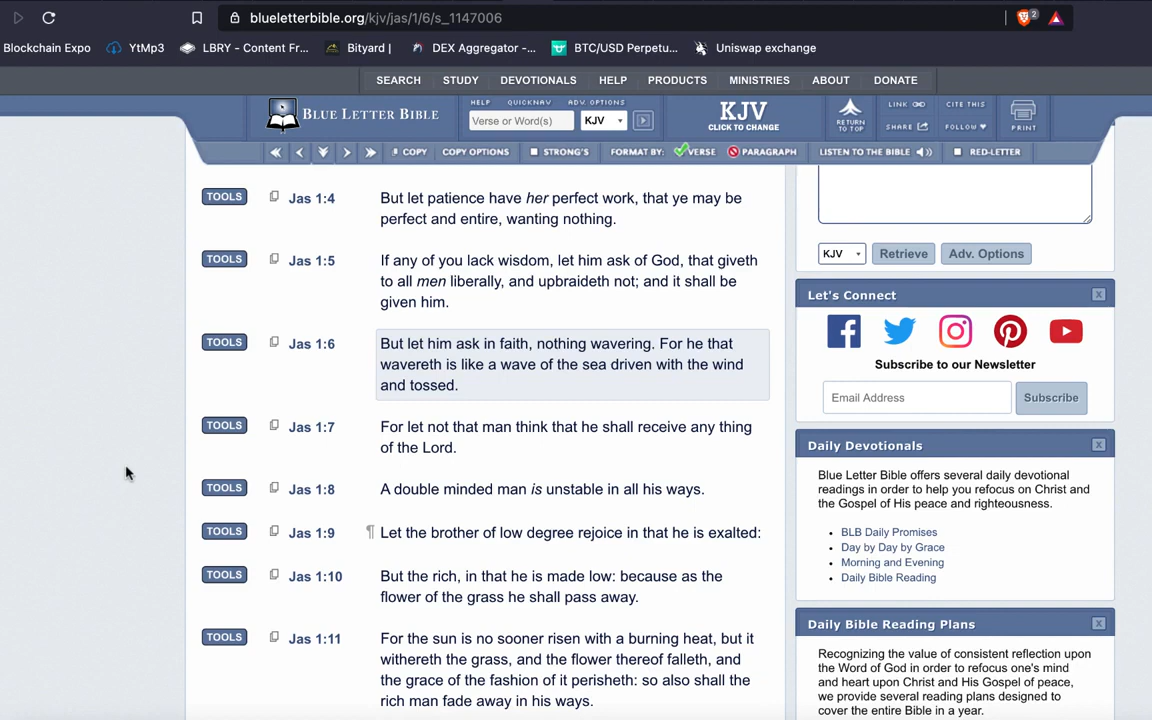 blueletterbible.org/kjv/jas/1/6/s_1147006
2
Blockchain Expo YtMp3 LBRY - Content Fr... Bityard | DEX Aggregator -... BTC/USD Perpetu... Uniswap exchange
SEARCH STUDY DEVOTIONALS HELP PRODUCTS MINISTRIES ABOUT DONATE
BLUE LETTER BIBLE
HELP QUICKNAV ADV. OPTIONS
Verse or Word(s) KJV
KJV
CLICK TO CHANGE
RETURN
TO TOP
LINK CITE THIS
SHARE FOLLOW
PRINT
COPY COPY OPTIONS STRONG'S FORMAT BY: VERSE PARAGRAPH LISTEN TO THE BIBLE RED-LETTER
TOOLS Jas 1:4 But let patience have her perfect work, that ye may be
perfect and entire, wanting nothing.
TOOLS Jas 1:5 If any of you lack wisdom, let him ask of God, that giveth
to all men liberally, and upbraideth not; and it shall be
given him.
TOOLS Jas 1:6 But let him ask in faith, nothing wavering. For he that
wavereth is like a wave of the sea driven with the wind
and tossed.
TOOLS Jas 1:7 For let not that man think that he shall receive any thing
of the Lord.
TOOLS Jas 1:8 A double minded man is unstable in all his ways.
TOOLS Jas 1:9 ¶ Let the brother of low degree rejoice in that he is exalted:
TOOLS Jas 1:10 But the rich, in that he is made low: because as the
flower of the grass he shall pass away.
TOOLS Jas 1:11 For the sun is no sooner risen with a burning heat, but it
withereth the grass, and the flower thereof falleth, and
the grace of the fashion of it perisheth: so also shall the
rich man fade away in his ways.
KJV Retrieve Adv. Options
Let's Connect X
Subscribe to our Newsletter
Email Address Subscribe
Daily Devotionals X
Blue Letter Bible offers several daily devotional
readings in order to help you refocus on Christ and
the Gospel of His peace and righteousness.
• BLB Daily Promises
• Day by Day by Grace
• Morning and Evening
• Daily Bible Reading
Daily Bible Reading Plans X
Recognizing the value of consistent reflection upon
the Word of God in order to refocus one's mind
and heart upon Christ and His Gospel of peace,
we provide several reading plans designed to
cover the entire Bible in a year.